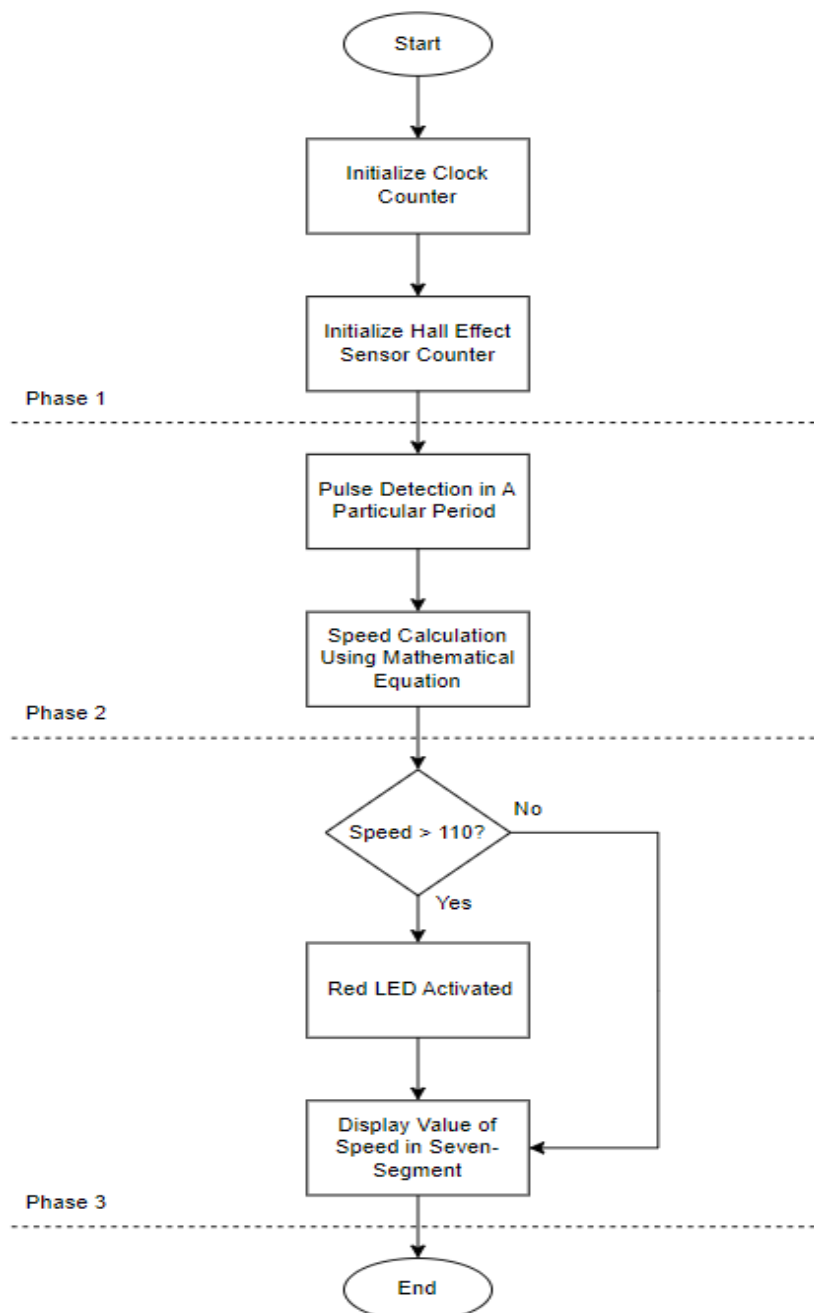 Start
Initialize Clock
Counter
Initialize Hall Effect
Sensor Counter
Phase 1
Pulse Detection in A
Particular Period
Speed Calculation
Using Mathematical
Equation
Phase 2
Speed > 110?
No
Yes
Red LED Activated
Display Value of
Speed in Seven-
Segment
Phase 3
End